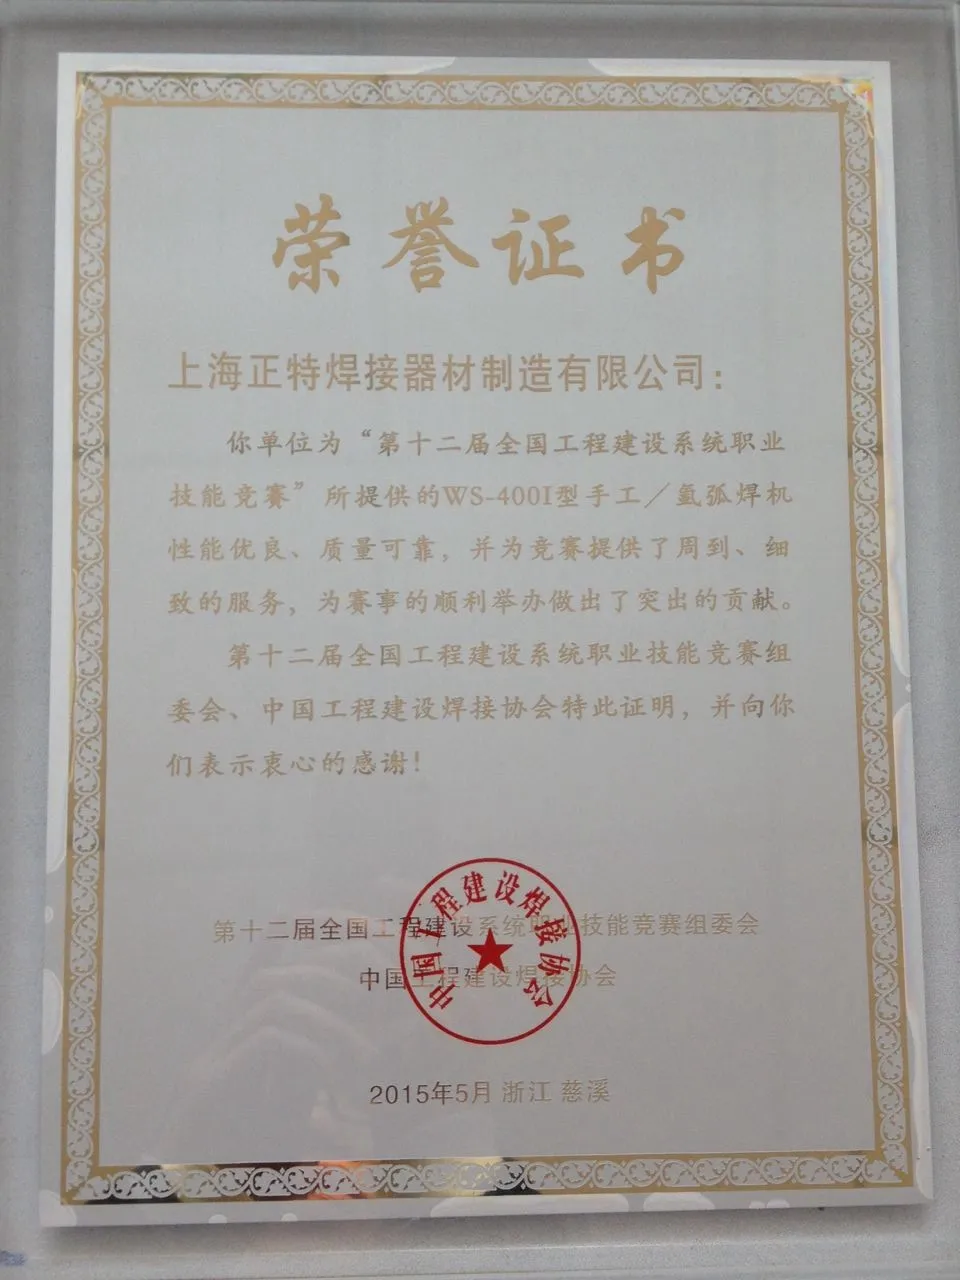 荣誉证书
上海正特焊接器材制造有限公司：
你单位为“第十二届全国工程建设系统职业
技能竞赛”所提供的WS-400I型手工／氩弧焊机
性能优良、质量可靠，并为竞赛提供了周到、细
致的服务，为赛事的顺利举办做出了突出的贡献。
第十二届全国工程建设系统职业技能竞赛组
委会、中国工程建设焊接协会特此证明，并向你
们表示衷心的感谢！
中国工程建设焊接协会
第十二届全国工程建设系统职业技能竞赛组委会
中国工程建设焊接协会
2015年5月 浙江 慈溪